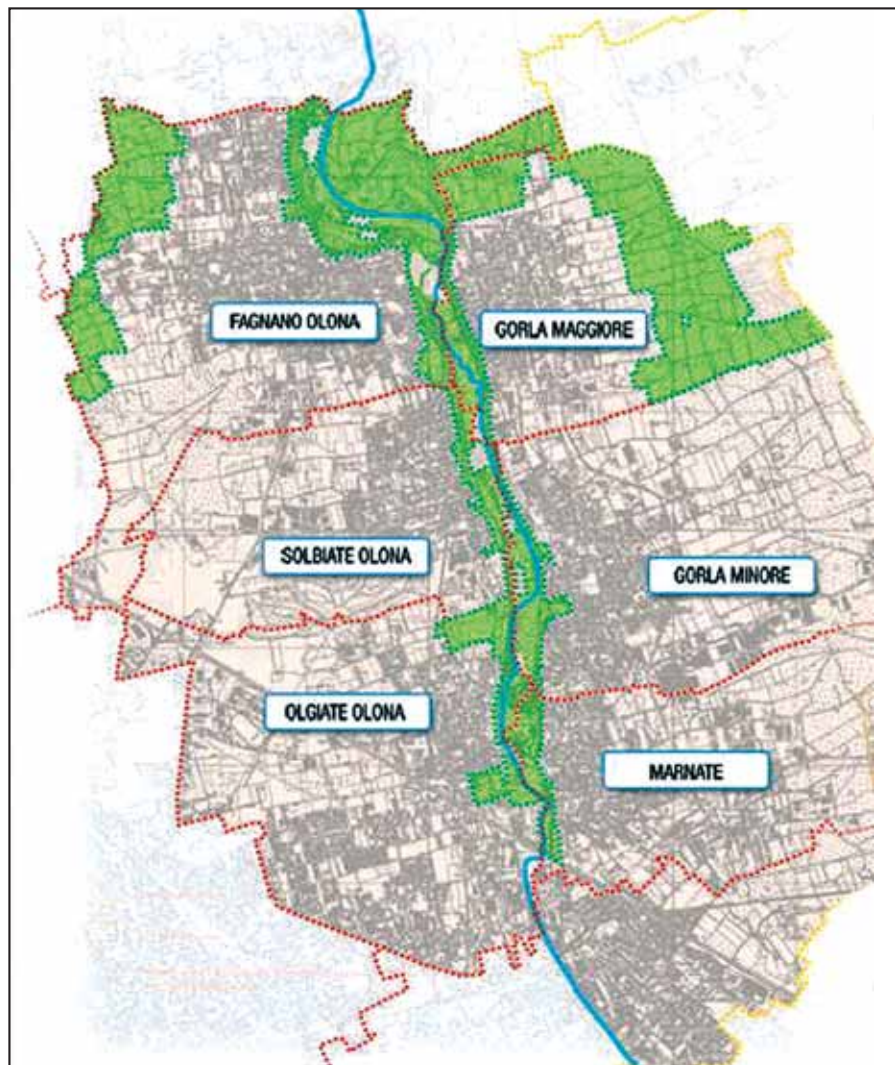 FAGNANO OLONA
GORLA MAGGIORE
SOLBIATE OLONA
GORLA MINORE
OLGIATE OLONA
MARNATE